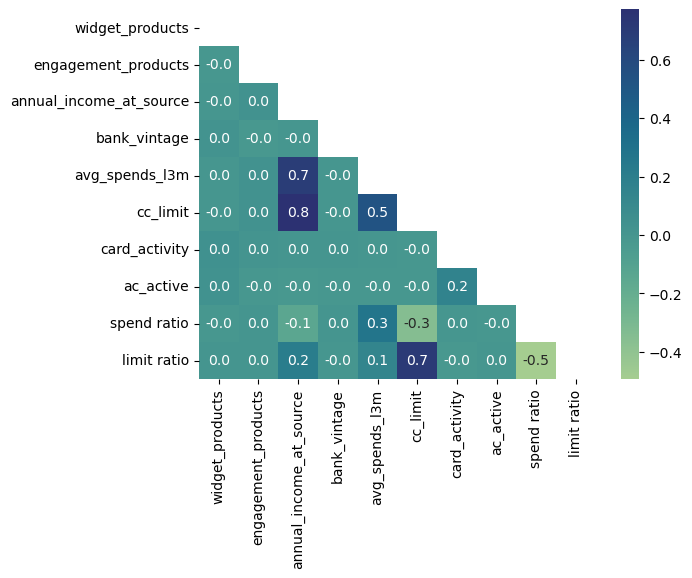 widget_products
engagement_products
-0.0
annual_income_at_source
-0.0 0.0
bank_vintage
0.0 -0.0 -0.0
avg_spends_l3m
0.0 0.0 0.7 -0.0
cc_limit
-0.0 0.0 0.8 -0.0 0.5
card_activity
0.0 0.0 0.0 0.0 0.0 -0.0
ac_active
0.0 -0.0 -0.0 -0.0 -0.0 -0.0 0.2
spend ratio
-0.0 0.0 -0.1 0.0 0.3 -0.3 0.0 -0.0
limit ratio
0.0 0.0 0.2 -0.0 0.1 0.7 -0.0 0.0 -0.5
widget_products
engagement_products
annual_income_at_source
bank_vintage
avg_spends_l3m
cc_limit
card_activity
ac_active
spend ratio
limit ratio
0.6
0.4
0.2
0.0
−0.2
−0.4